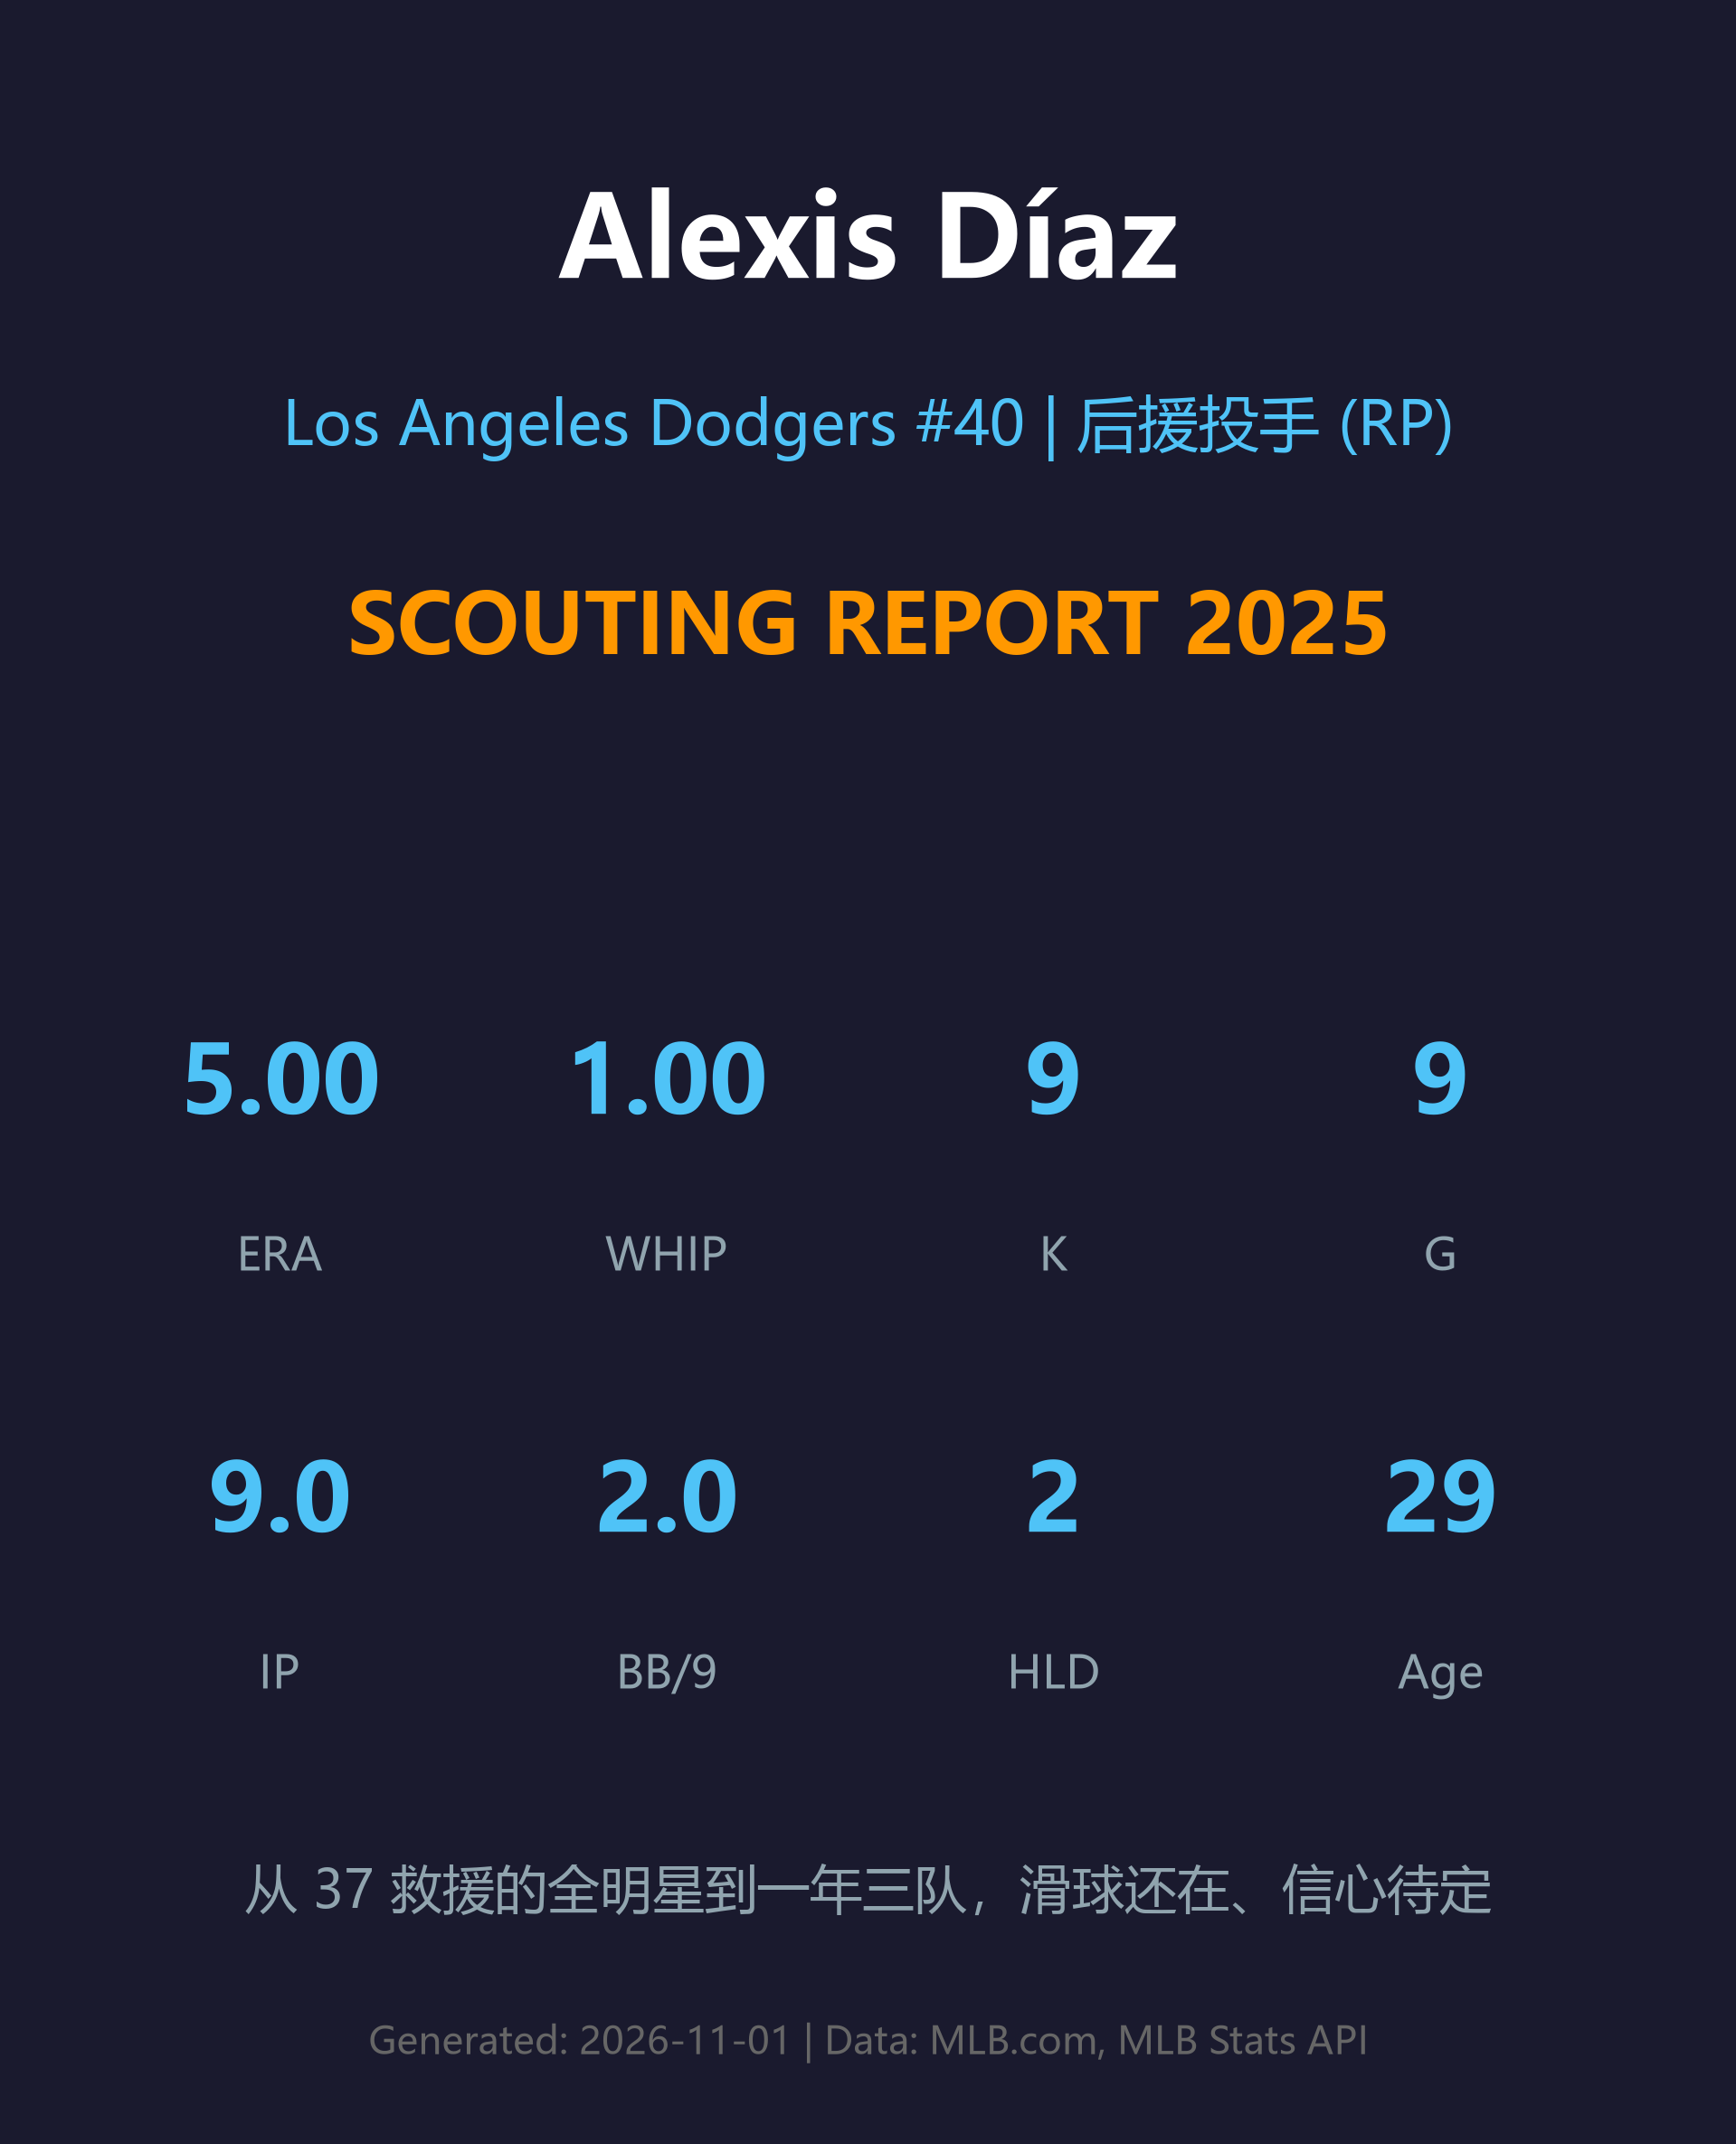 Alexis Díaz
Los Angeles Dodgers #40 | 后援投手 (RP)
SCOUTING REPORT 2025
5.00 1.00 9 9
ERA WHIP K G
9.0 2.0 2 29
IP BB/9 HLD Age
从 37 救援的全明星到一年三队，滑球还在、信心待定
Generated: 2026-11-01 | Data: MLB.com, MLB Stats API